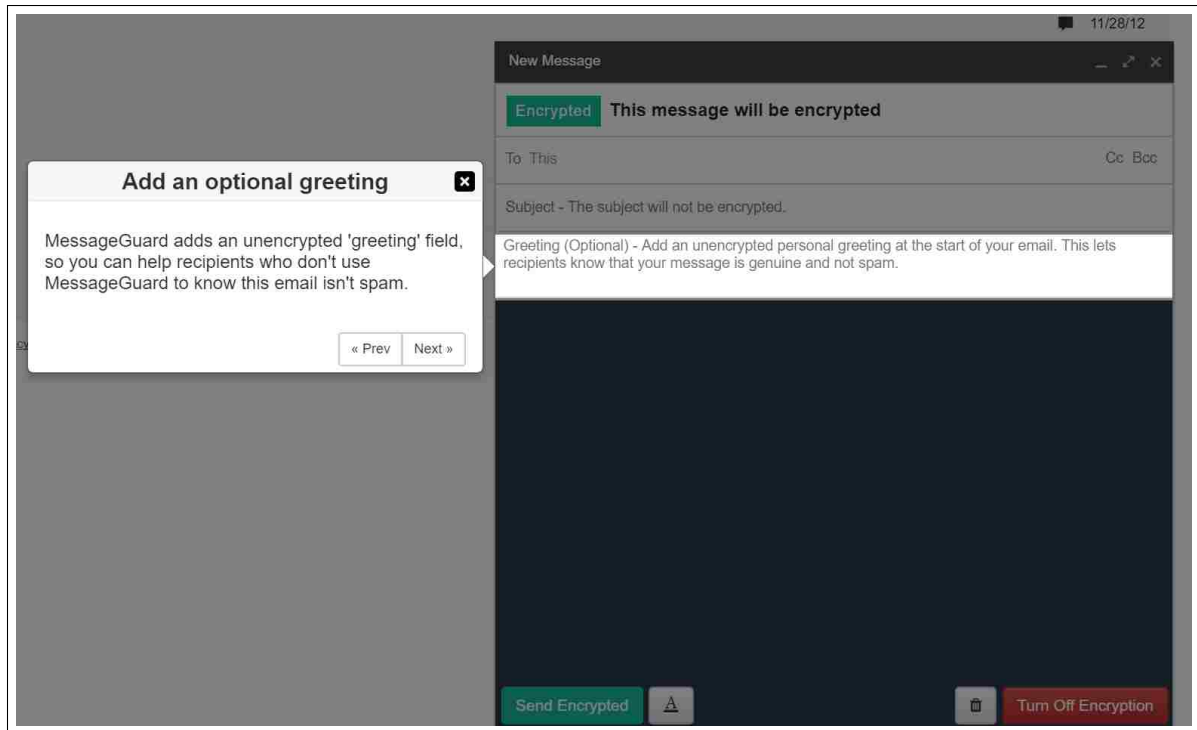 11/28/12
New Message
Encrypted This message will be encrypted
To This Cc Bcc
Subject - The subject will not be encrypted.
Greeting (Optional) - Add an unencrypted personal greeting at the start of your email. This lets
recipients know that your message is genuine and not spam.
Add an optional greeting
MessageGuard adds an unencrypted 'greeting' field,
so you can help recipients who don't use
MessageGuard to know this email isn't spam.
« Prev Next »
Send Encrypted A Turn Off Encryption